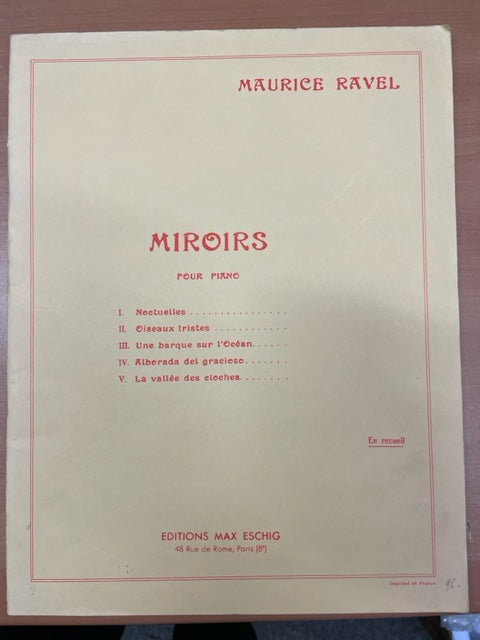 MAURICE RAVEL
MIROIRS
POUR PIANO
I. Noctuelles . . . . . . . . . . . . . . . .
II. Oiseaux tristes . . . . . . . . . . . .
III. Une barque sur l'Océan. . . . . .
IV. Alborada del gracioso. . . . . . .
V. La vallée des cloches. . . . . . . .
En recueil
EDITIONS MAX ESCHIG
48 Rue de Rome, Paris (8e)
Imprimé en France